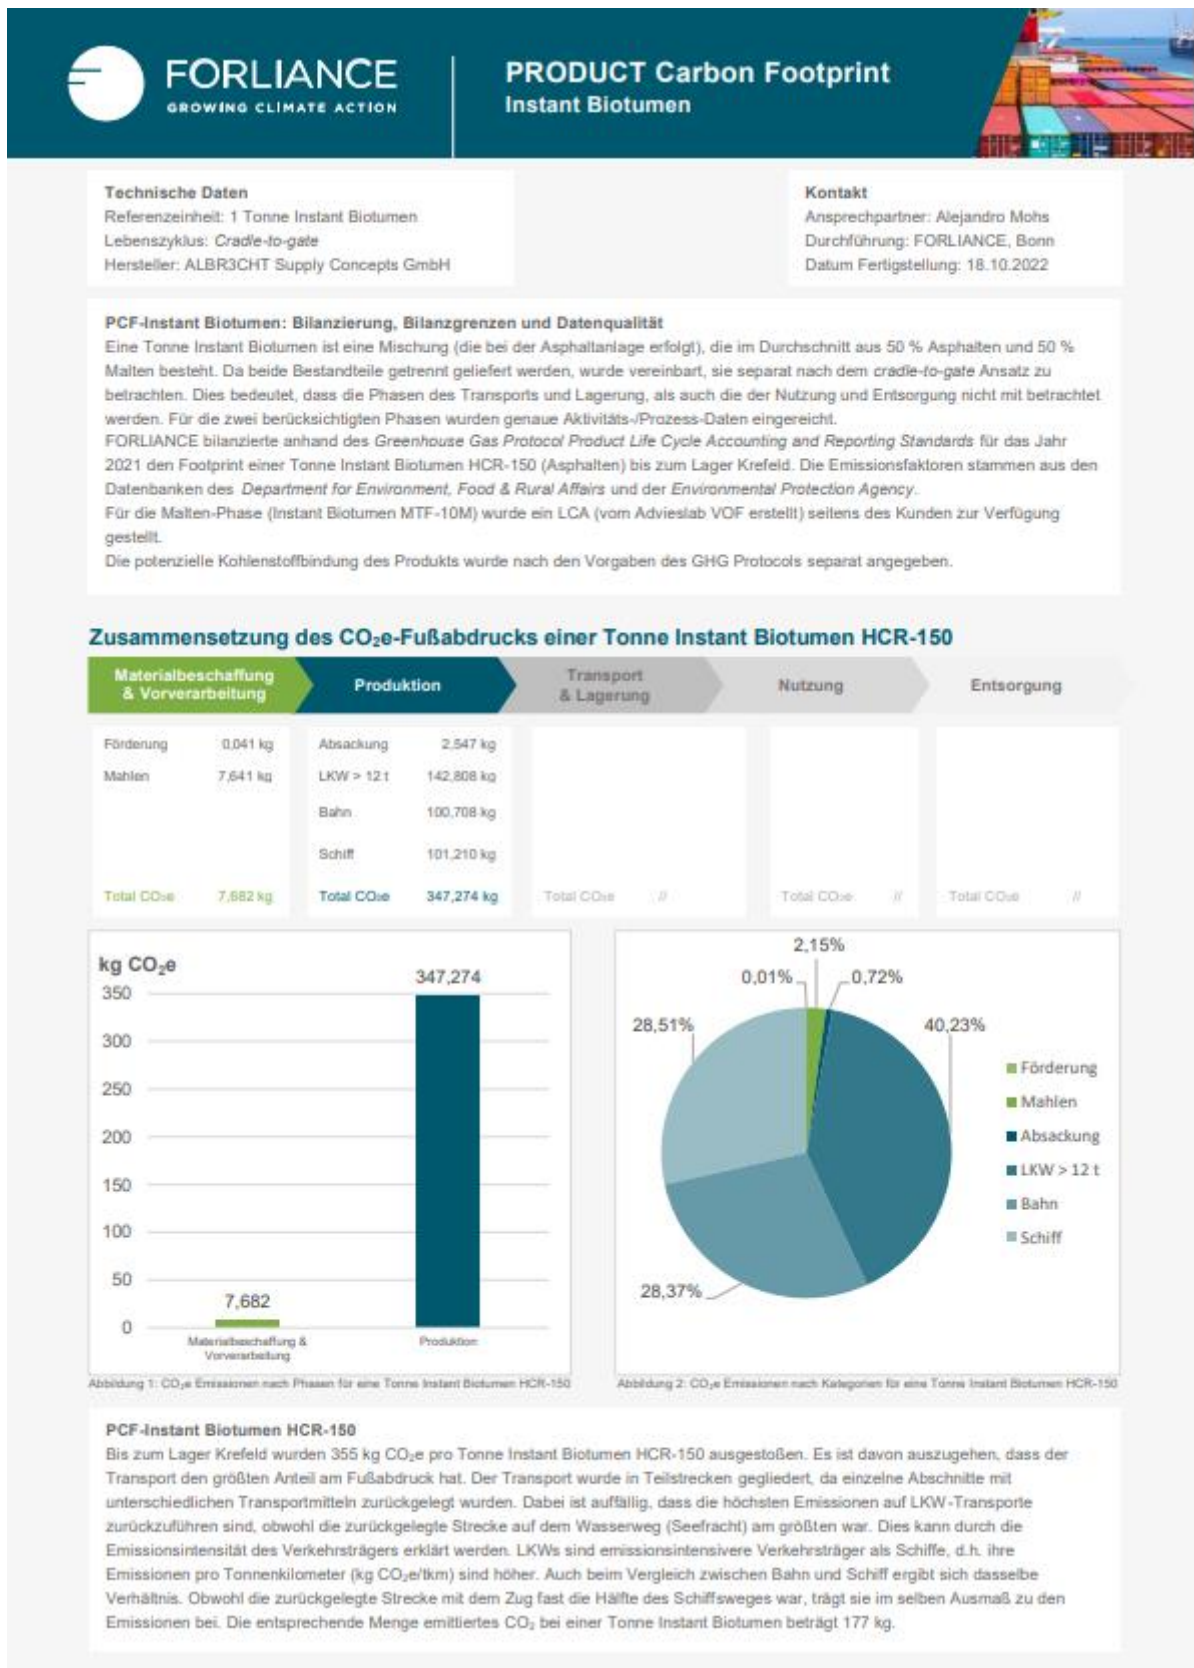 FORLIANCE
GROWING CLIMATE ACTION
PRODUCT Carbon Footprint
Instant Biotumen
Technische Daten
Referenzeinheit: 1 Tonne Instant Biotumen
Lebenszyklus: Cradle-to-gate
Hersteller: ALBR3CHT Supply Concepts GmbH
Kontakt
Ansprechpartner: Alejandro Mohs
Durchführung: FORLIANCE, Bonn
Datum Fertigstellung: 18.10.2022
PCF-Instant Biotumen: Bilanzierung, Bilanzgrenzen und Datenqualität
Eine Tonne Instant Biotumen ist eine Mischung (die bei der Asphaltanlage erfolgt), die im Durchschnitt aus 50 % Asphalten und 50 %
Malten besteht. Da beide Bestandteile getrennt geliefert werden, wurde vereinbart, sie separat nach dem cradle-to-gate Ansatz zu
betrachten. Dies bedeutet, dass die Phasen des Transports und Lagerung, als auch die der Nutzung und Entsorgung nicht mit betrachtet
werden. Für die zwei berücksichtigten Phasen wurden genaue Aktivitäts-/Prozess-Daten eingereicht.
FORLIANCE bilanzierte anhand des Greenhouse Gas Protocol Product Life Cycle Accounting and Reporting Standards für das Jahr
2021 den Footprint einer Tonne Instant Biotumen HCR-150 (Asphalten) bis zum Lager Krefeld. Die Emissionsfaktoren stammen aus den
Datenbanken des Department for Environment, Food & Rural Affairs und der Environmental Protection Agency.
Für die Malten-Phase (Instant Biotumen MTF-10M) wurde ein LCA (vom Advieslab VOF erstellt) seitens des Kunden zur Verfügung
gestellt.
Die potenzielle Kohlenstoffbindung des Produkts wurde nach den Vorgaben des GHG Protocols separat angegeben.
Zusammensetzung des CO₂e-Fußabdrucks einer Tonne Instant Biotumen HCR-150
Materialbeschaffung
& Vorverarbeitung
Produktion
Transport
& Lagerung
Nutzung
Entsorgung
Förderung 0,041 kg
Mahlen 7,641 kg
Total CO₂e 7,682 kg
Absackung 2,547 kg
LKW > 12 t 142,808 kg
Bahn 100,708 kg
Schiff 101,210 kg
Total CO₂e 347,274 kg
Total CO₂e //
Total CO₂e //
Total CO₂e //
kg CO₂e
350
300
250
200
150
100
50
0
7,682
347,274
Materialbeschaffung &
Vorverarbeitung
Produktion
Abbildung 1: CO₂e Emissionen nach Phasen für eine Tonne Instant Biotumen HCR-150
2,15%
0,01%
0,72%
28,51%
40,23%
28,37%
Förderung
Mahlen
Absackung
LKW > 12 t
Bahn
Schiff
Abbildung 2: CO₂e Emissionen nach Kategorien für eine Tonne Instant Biotumen HCR-150
PCF-Instant Biotumen HCR-150
Bis zum Lager Krefeld wurden 355 kg CO₂e pro Tonne Instant Biotumen HCR-150 ausgestoßen. Es ist davon auszugehen, dass der
Transport den größten Anteil am Fußabdruck hat. Der Transport wurde in Teilstrecken gegliedert, da einzelne Abschnitte mit
unterschiedlichen Transportmitteln zurückgelegt wurden. Dabei ist auffällig, dass die höchsten Emissionen auf LKW-Transporte
zurückzuführen sind, obwohl die zurückgelegte Strecke auf dem Wasserweg (Seefracht) am größten war. Dies kann durch die
Emissionsintensität des Verkehrsträgers erklärt werden. LKWs sind emissionsintensivere Verkehrsträger als Schiffe, d.h. ihre
Emissionen pro Tonnenkilometer (kg CO₂e/tkm) sind höher. Auch beim Vergleich zwischen Bahn und Schiff ergibt sich dasselbe
Verhältnis. Obwohl die zurückgelegte Strecke mit dem Zug fast die Hälfte des Schiffsweges war, trägt sie im selben Ausmaß zu den
Emissionen bei. Die entsprechende Menge emittiertes CO₂ bei einer Tonne Instant Biotumen beträgt 177 kg.